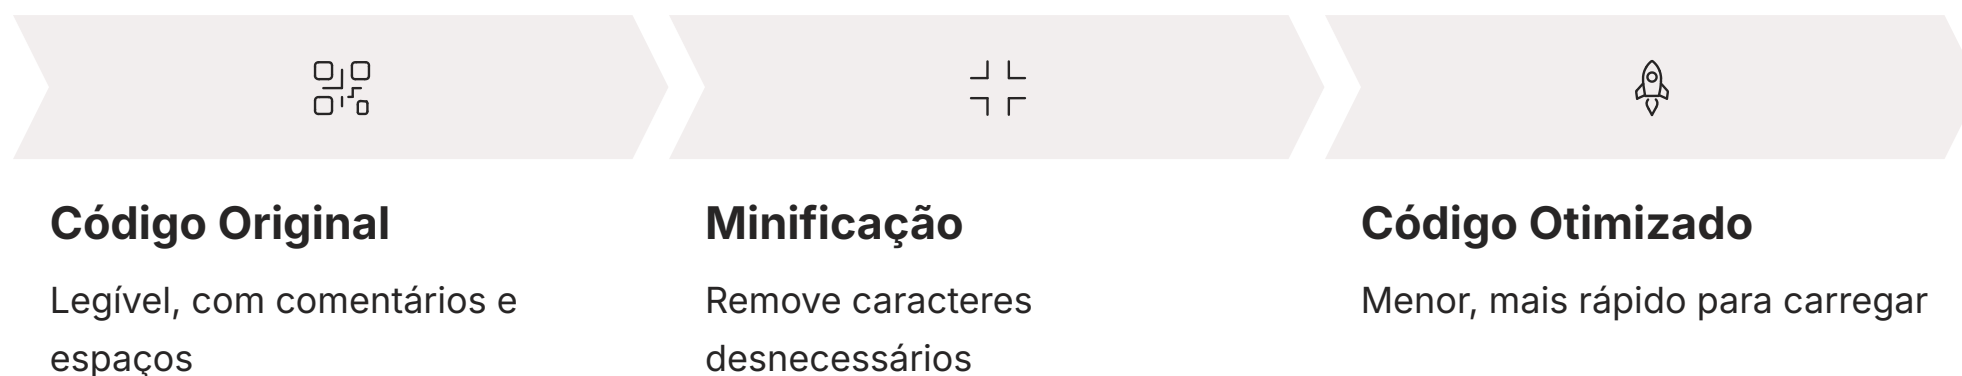 Código Original
Legível, com comentários e
espaços
Minificação
Remove caracteres
desnecessários
Código Otimizado
Menor, mais rápido para carregar